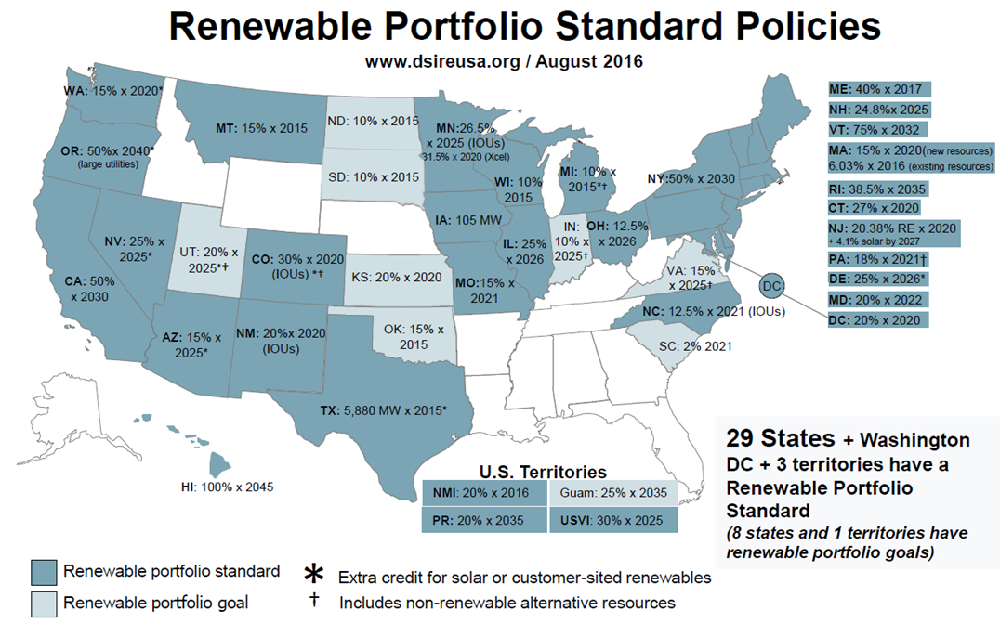 Renewable Portfolio Standard Policies
www.dsireusa.org / August 2016
WA: 15% x 2020*
OR: 50%x 2040*
(large utilities)
MT: 15% x 2015
ND: 10% x 2015
SD: 10% x 2015
MN:26.5%
x 2025 (IOUs)
31.5% x 2020 (Xcel)
WI: 10%
2015
MI: 10% x
2015*†
NY:50% x 2030
NV: 25% x
2025*
UT: 20% x
2025*†
CO: 30% x 2020
(IOUs) *†
KS: 20% x 2020
IA: 105 MW
IL: 25%
x 2026
IN:
10% x
2025†
OH: 12.5%
x 2026
MO:15% x
2021
VA: 15%
x 2025†
DC
CA: 50%
x 2030
AZ: 15% x
2025*
NM: 20%x 2020
(IOUs)
OK: 15% x
2015
NC: 12.5% x 2021 (IOUs)
SC: 2% 2021
TX: 5,880 MW x 2015*
HI: 100% x 2045
ME: 40% x 2017
NH: 24.8%x 2025
VT: 75% x 2032
MA: 15% x 2020(new resources)
6.03% x 2016 (existing resources)
RI: 38.5% x 2035
CT: 27% x 2020
NJ: 20.38% RE x 2020
+ 4.1% solar by 2027
PA: 18% x 2021†
DE: 25% x 2026*
MD: 20% x 2022
DC: 20% x 2020
U.S. Territories
NMI: 20% x 2016
Guam: 25% x 2035
PR: 20% x 2035
USVI: 30% x 2025
29 States + Washington
DC + 3 territories have a
Renewable Portfolio
Standard
(8 states and 1 territories have
renewable portfolio goals)
Renewable portfolio standard
Renewable portfolio goal
* Extra credit for solar or customer-sited renewables
† Includes non-renewable alternative resources